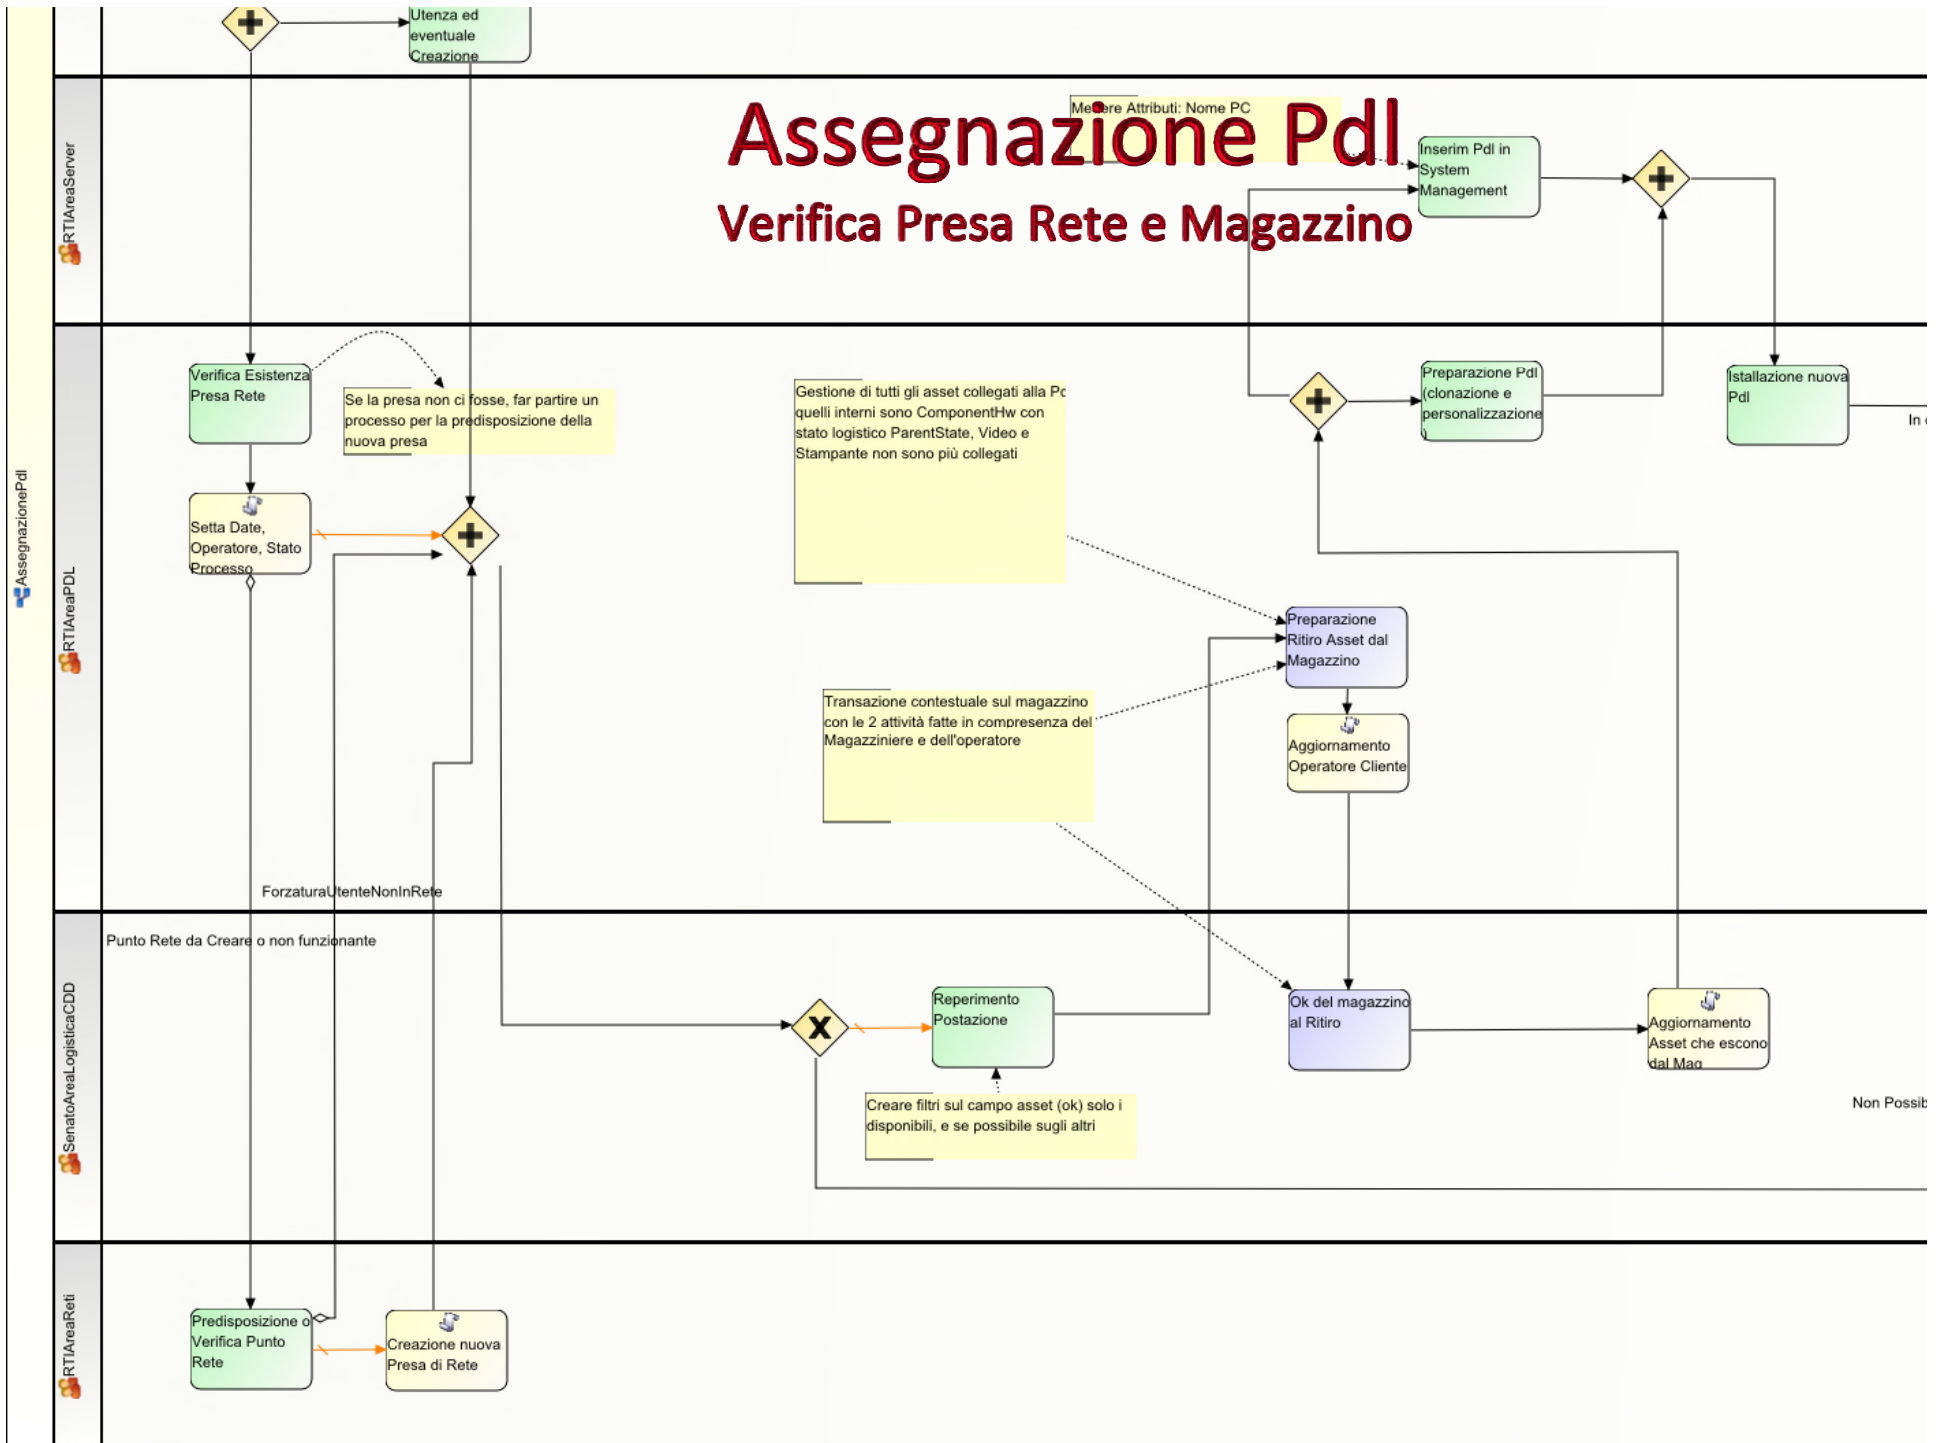 Utenza ed
eventuale
Creazione
Assegnazione Pdl
Verifica Presa Rete e Magazzino
Nome PC
Attributi:
Inserim Pdl in
System
Management
RTIAreaServer
Verifica Esistenza
Presa Rete
Se la presa non ci fosse, far partire un
processo per la predisposizione della
nuova presa
Gestione di tutti gli asset collegati alla
quelli interni sono ComponentHw con
stato logistico ParentState, Video e
Stampante non sono più collegati
Preparazione Pdl
(clonazione e
personalizzazione
)
Istallazione nuova
Pdl
In
AssegnazionePdl
RTIAreaPDL
Setta Date,
Operatore, Stato
Processo
Preparazione
Ritiro Asset dal
Magazzino
Transazione contestuale sul magazzino
con le 2 attività fatte in compresenza del
Magazziniere e dell'operatore
Aggiornamento
Operatore Cliente
ForzaturaUtenteNonInRete
Punto Rete da Creare o non funzionante
SenatoAreaLogisticaCDD
Reperimento
Postazione
Ok del magazzino
al Ritiro
Aggiornamento
Asset che escono
dal Mag
Creare filtri sul campo asset (ok) solo i
disponibili, e se possibile sugli altri
Non Possib
RTIAreaReti
Predisposizione o
Verifica Punto
Rete
Creazione nuova
Presa di Rete